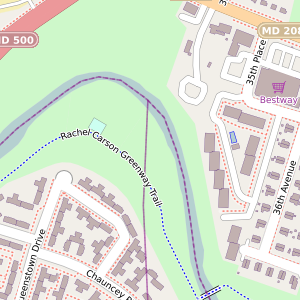 MD 208
MD 500
35th Place
Bestway
Rachel Carson Greenway Trail
36th Avenue
Queenstown Drive
Chauncey